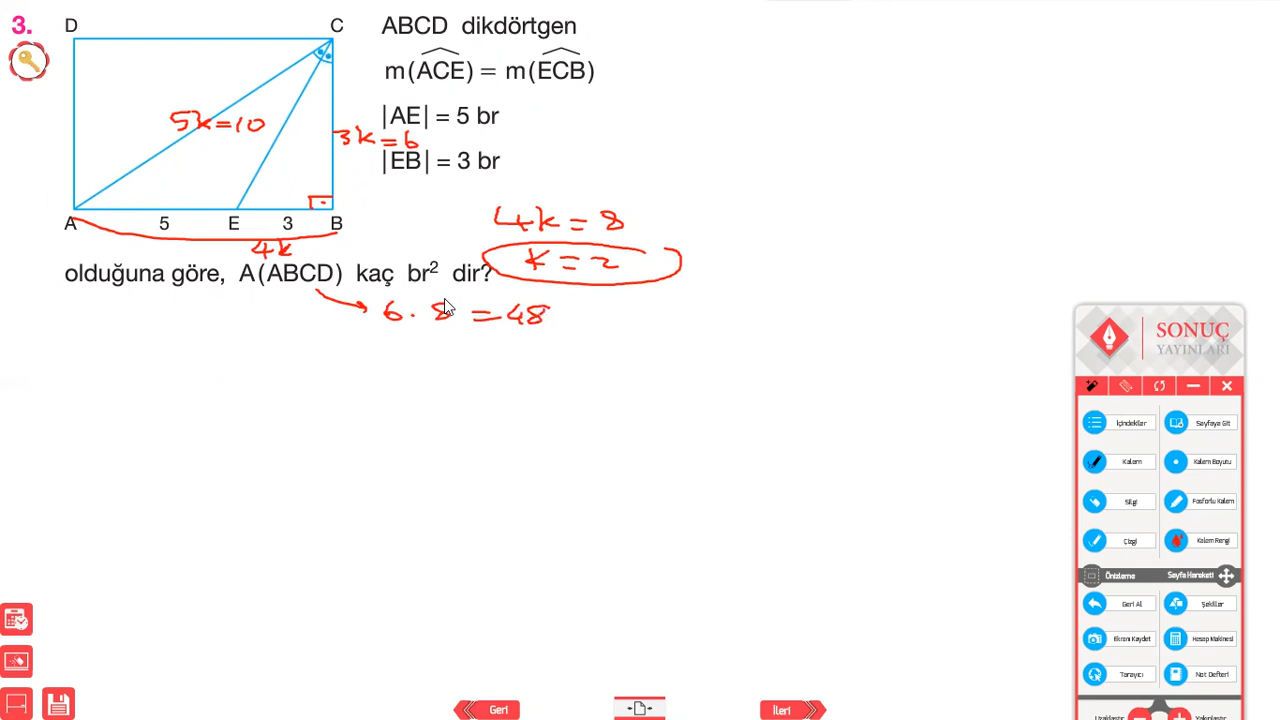 3.
D
C
ABCD dikdörtgen
m(ACE) = m(ECB)
5k=10
|AE| = 5 br
3k=6
|EB| = 3 br
A
5
E
3
B
4k
4k = 8
k = 2
olduğuna göre, A(ABCD) kaç br² dir?
6 . 8 = 48
SONUÇ
YAYINLARI
İçindekiler
Sayfaya Git
Kalem
Kalem Boyutu
Silgi
Fosforlu Kalem
Çizgi
Kalem Rengi
Önizleme
Sayfa Hareketi
Geri Al
Şekiller
Ekranı Kaydet
Hesap Makinesi
Tarayıcı
Not Defteri
Uzaklaştır
Yakınlaştır
Geri
İleri